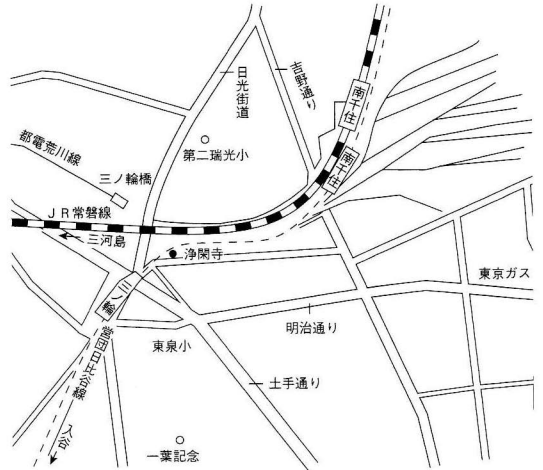 日光街道
吉野通り
南千住
都電荒川線
第二瑞光小
三ノ輪橋
南千住
JR常磐線
三河島
浄閑寺
東京ガス
三ノ輪
明治通り
東泉小
営団日比谷線
土手通り
入谷
一葉記念